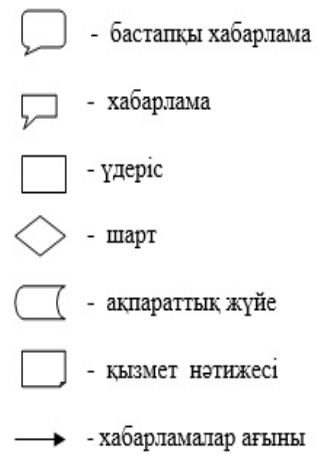 - бастапқы хабарлама
- хабарлама
- үдеріс
- шарт
- ақпараттық жүйе
- қызмет нәтижесі
- хабарламалар ағыны